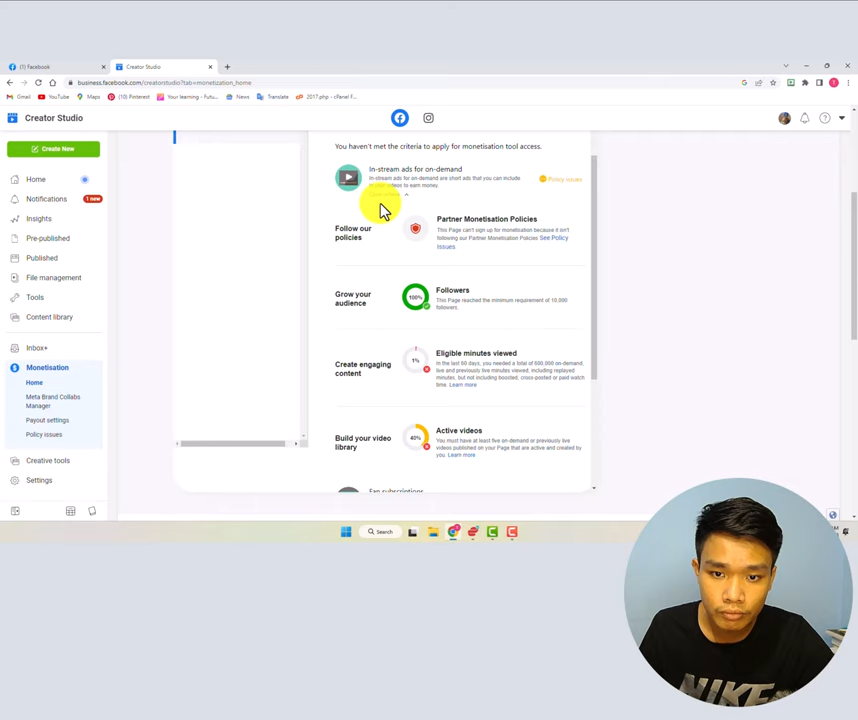 (1) Facebook
Creator Studio
business.facebook.com/creatorstudio?tab=monetization_home
Gmail
YouTube
Maps
(10) Pinterest
Your learning - Futu...
News
Translate
2017.php - cPanel F...
Creator Studio
Create New
Home
Notifications
1 new
Insights
Pre-published
Published
File management
Tools
Content library
Inbox+
Monetisation
Home
Meta Brand Collabs
Manager
Payout settings
Policy issues
Creative tools
Settings
You haven't met the criteria to apply for monetisation tool access.
In-stream ads for on-demand
In-stream ads for on-demand are short ads that you can include
videos to earn money.
Policy issues
Follow our
policies
Partner Monetisation Policies
This Page can't sign up for monetisation because it isn't
following our Partner Monetisation Policies See Policy
Issues
Grow your
audience
100%
Followers
This Page reached the minimum requirement of 10,000
followers.
Create engaging
content
1%
Eligible minutes viewed
In the last 60 days, you needed a total of 600,000 on-demand,
live and previously live minutes viewed, including replayed
minutes, but not including boosted, cross-posted or paid watch
time. Learn more
Build your video
library
40%
Active videos
You must have at least five on-demand or previously live
videos published on your Page that are active and created by
you. Learn more
Fan subscriptions
Search
NIKE